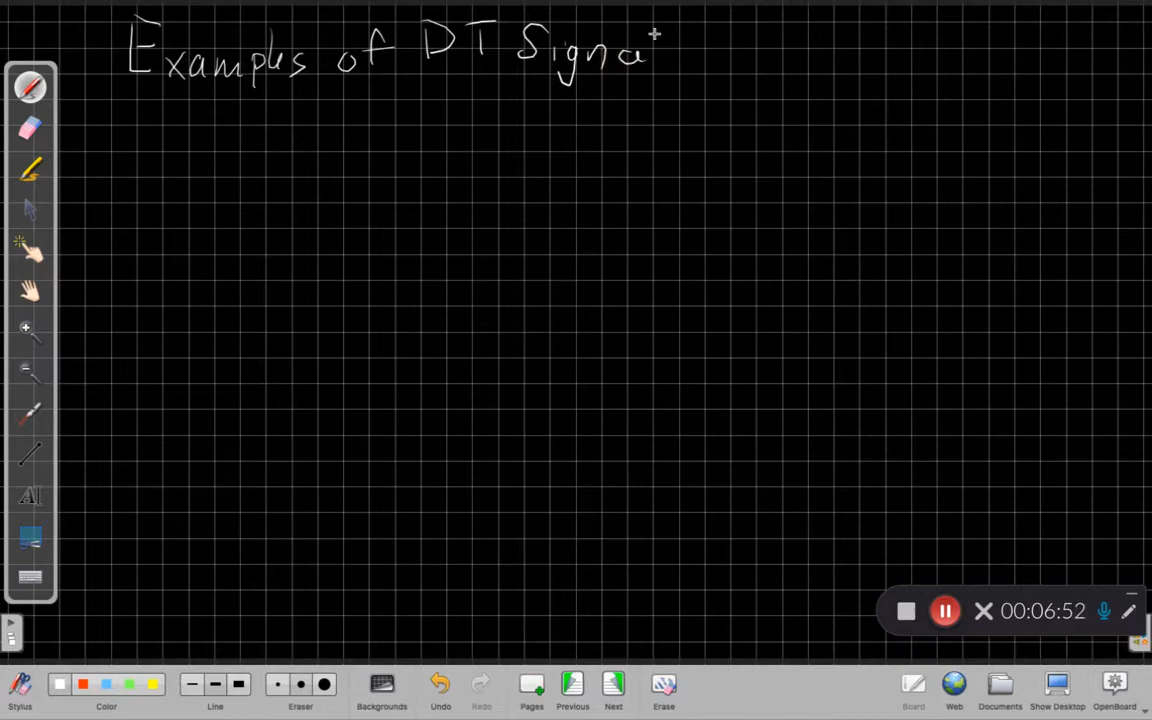 Examples of DT Signa
00:06:52
Stylus
Color
Line
Eraser
Backgrounds
Undo
Redo
Pages
Previous
Next
Erase
Board
Web
Documents
Show Desktop
OpenBoard